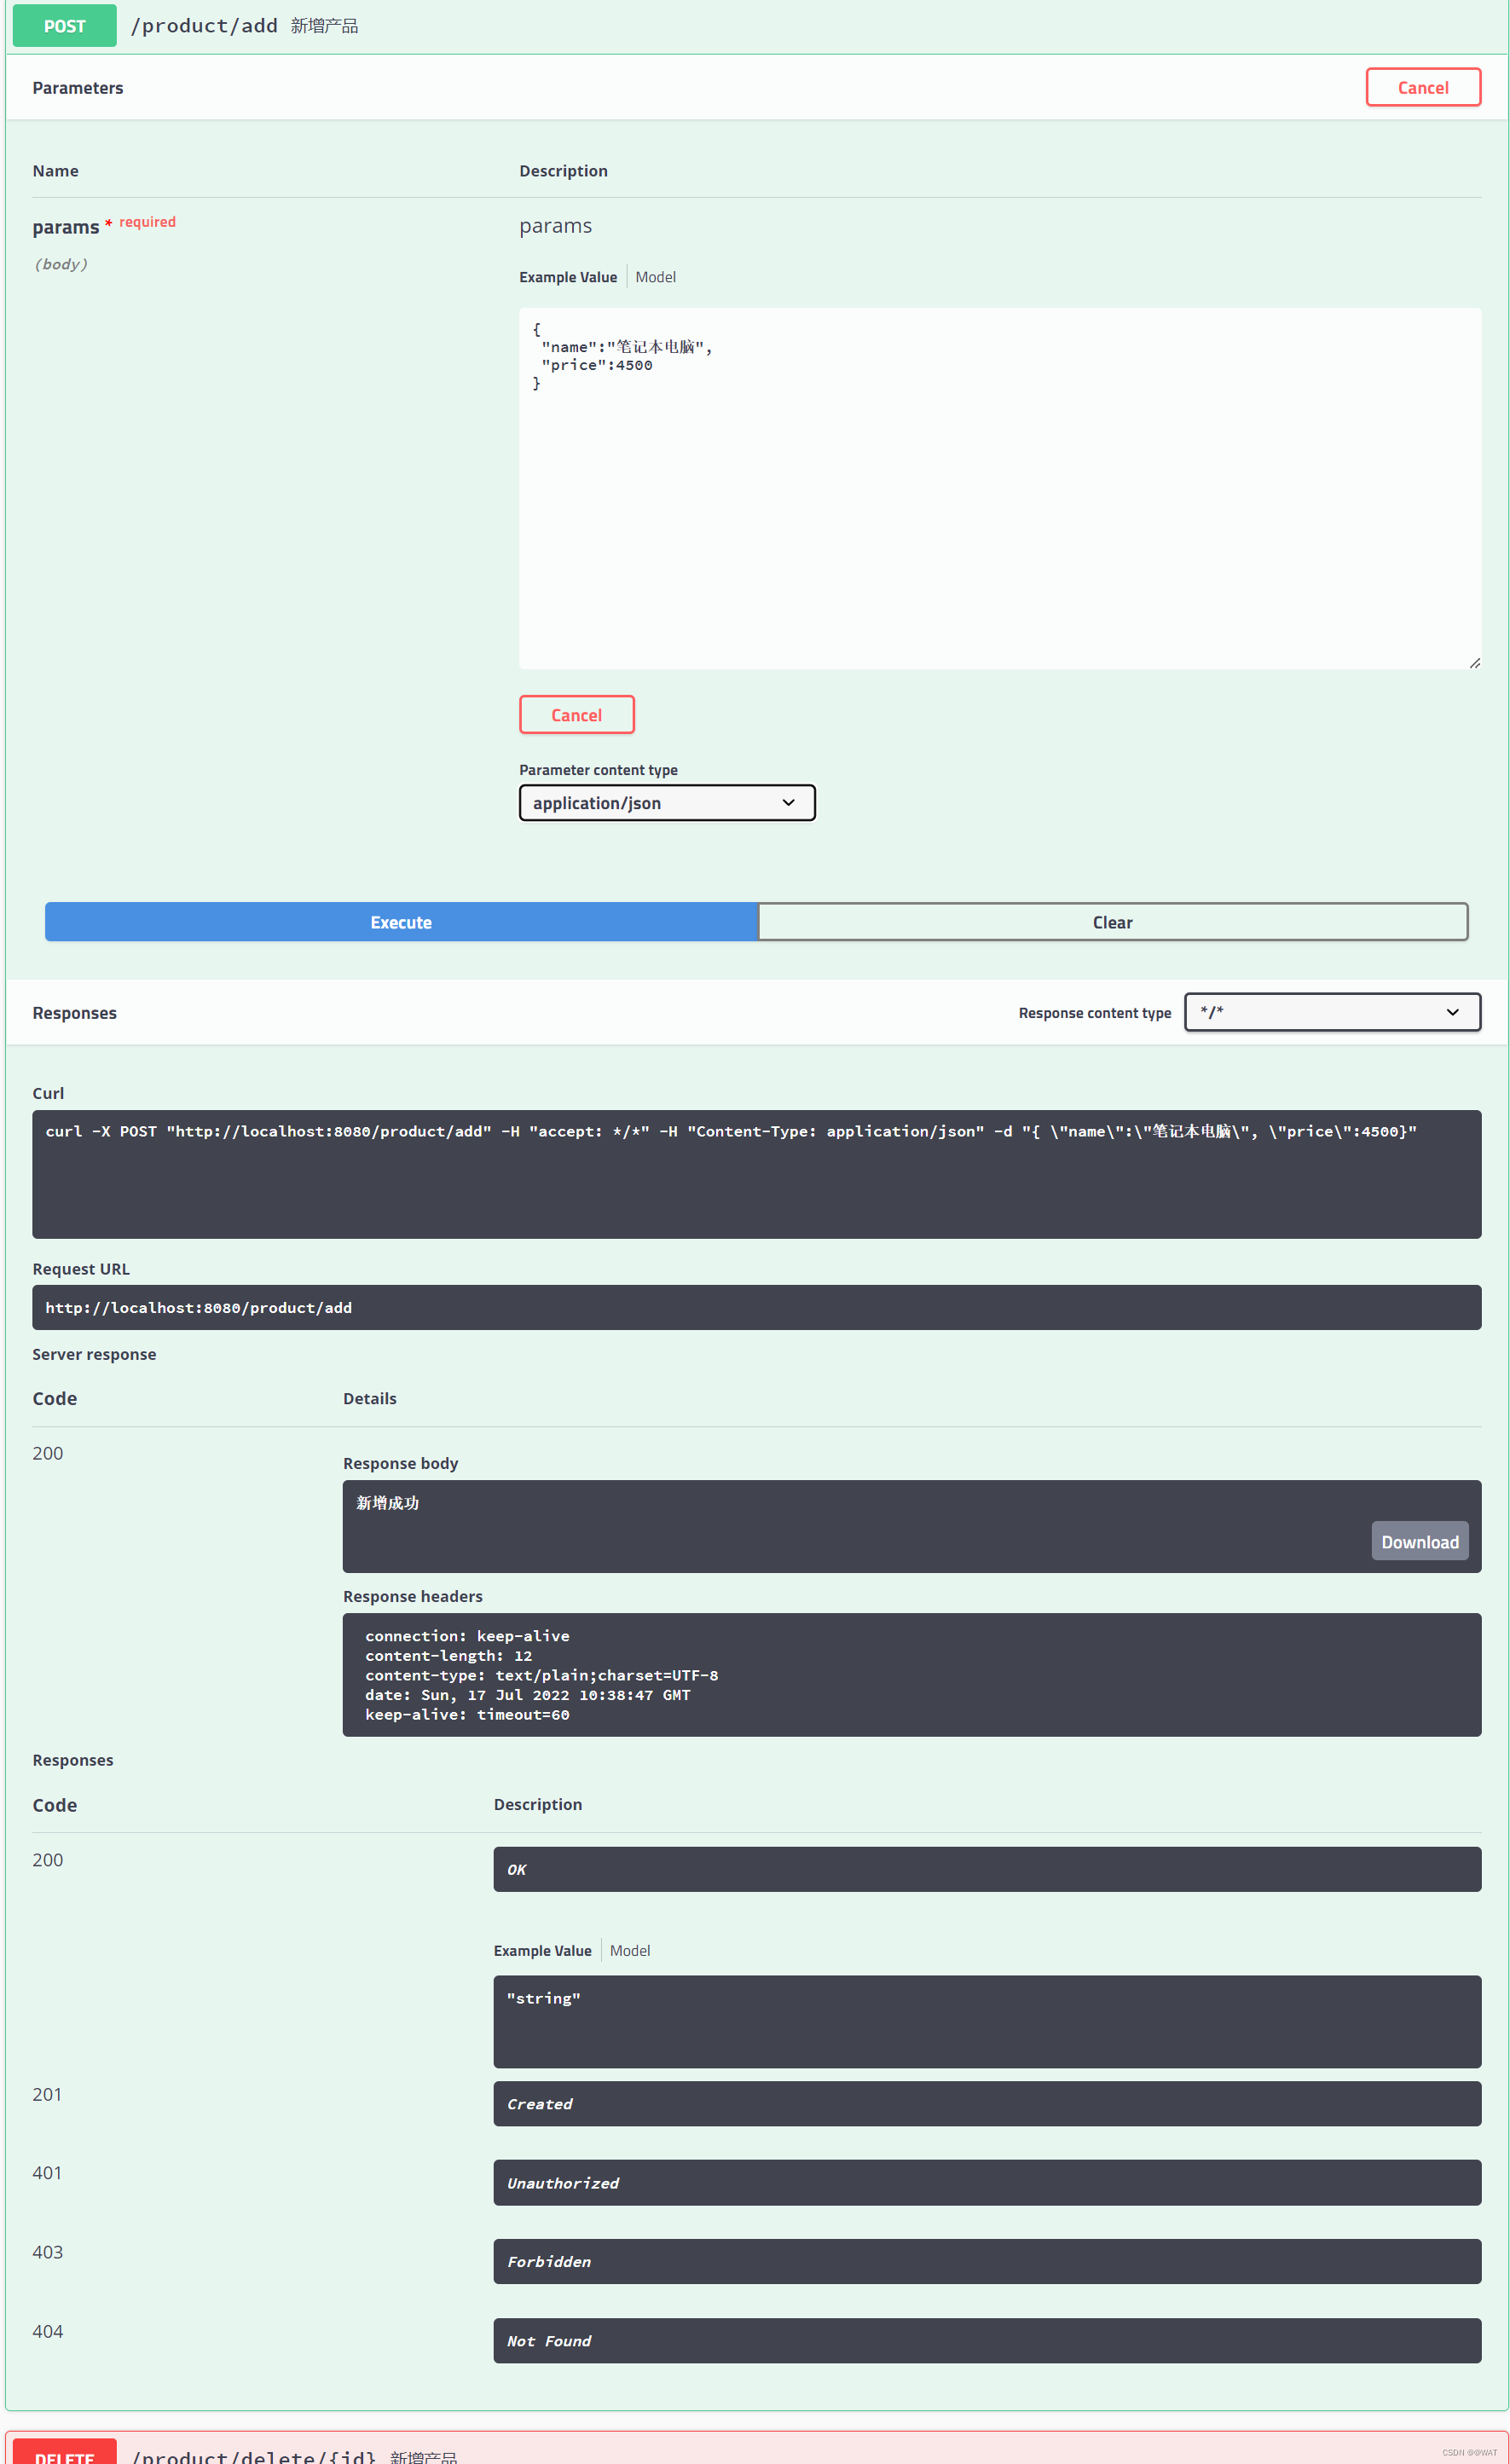 POST /product/add 新增产品
Parameters Cancel
Name Description
params * required params
(body)
Example Value Model
{
"name":"笔记本电脑",
"price":4500
}
Cancel
Parameter content type
application/json
Execute Clear
Responses Response content type */*
Curl
curl -X POST "http://localhost:8080/product/add" -H "accept: */*" -H "Content-Type: application/json" -d "{ \"name\":\"笔记本电脑\", \"price\":4500}"
Request URL
http://localhost:8080/product/add
Server response
Code Details
200
Response body
新增成功
Download
Response headers
connection: keep-alive
content-length: 12
content-type: text/plain;charset=UTF-8
date: Sun, 17 Jul 2022 10:38:47 GMT
keep-alive: timeout=60
Responses
Code Description
200 OK
Example Value Model
"string"
201 Created
401 Unauthorized
403 Forbidden
404 Not Found
DELETE /product/delete/{id} 新增产品
CSDN @@WAT